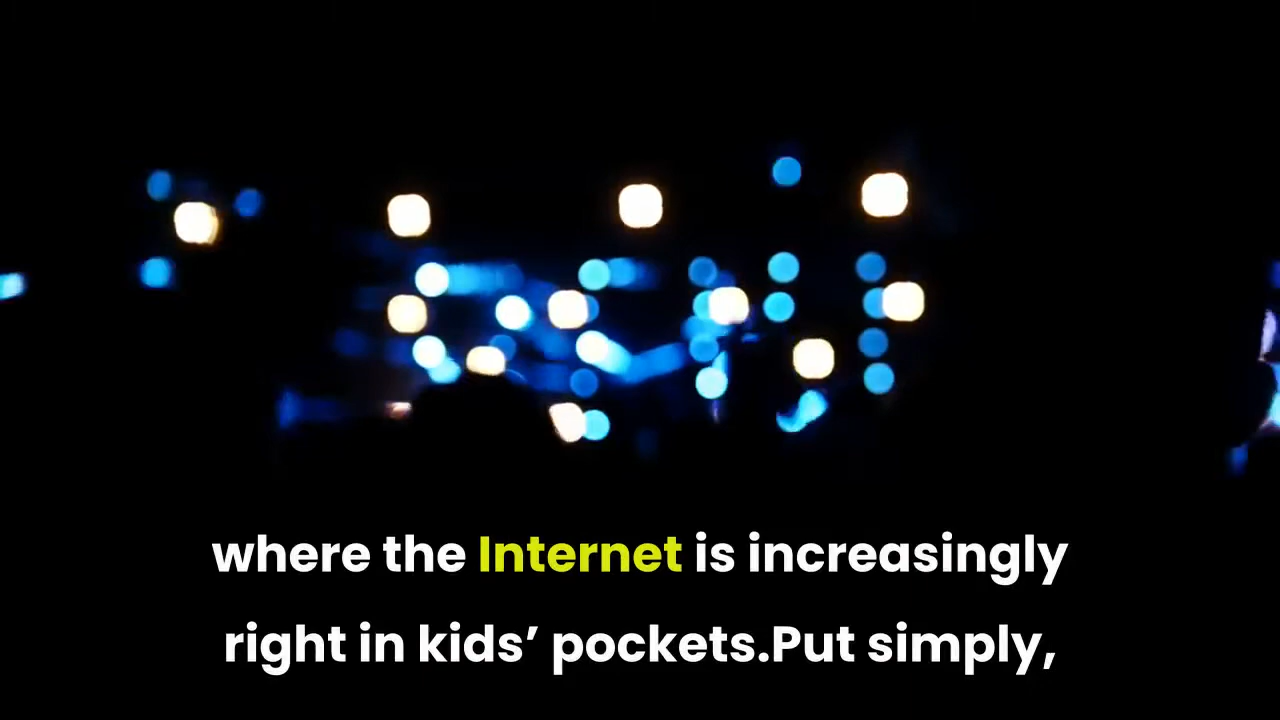 where the Internet is increasingly
right in kids’ pockets.Put simply,